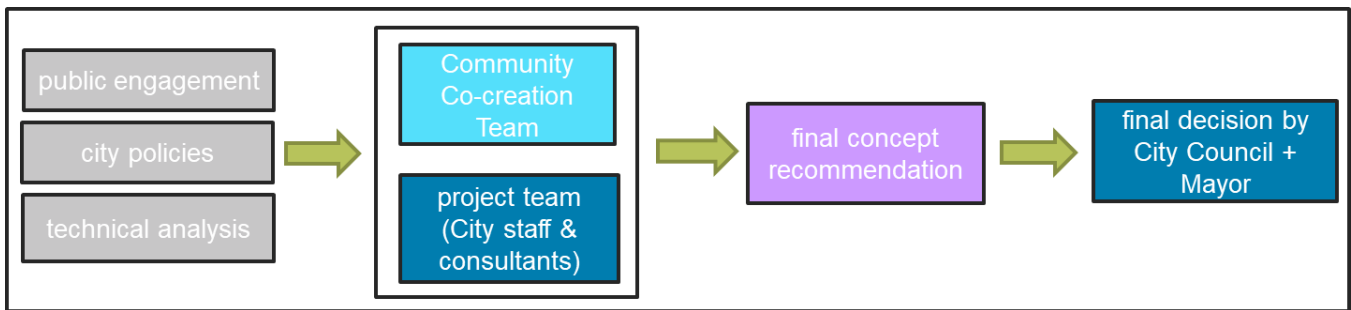 public engagement
city policies
technical analysis
Community
Co-creation
Team
project team
(City staff &
consultants)
final concept
recommendation
final decision by
City Council +
Mayor